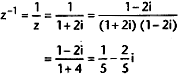 z⁻¹ = 1/z = 1/(1+2i) = (1−2i)/((1+2i) (1−2i))
= (1−2i)/(1+4) = 1/5 − 2/5 i